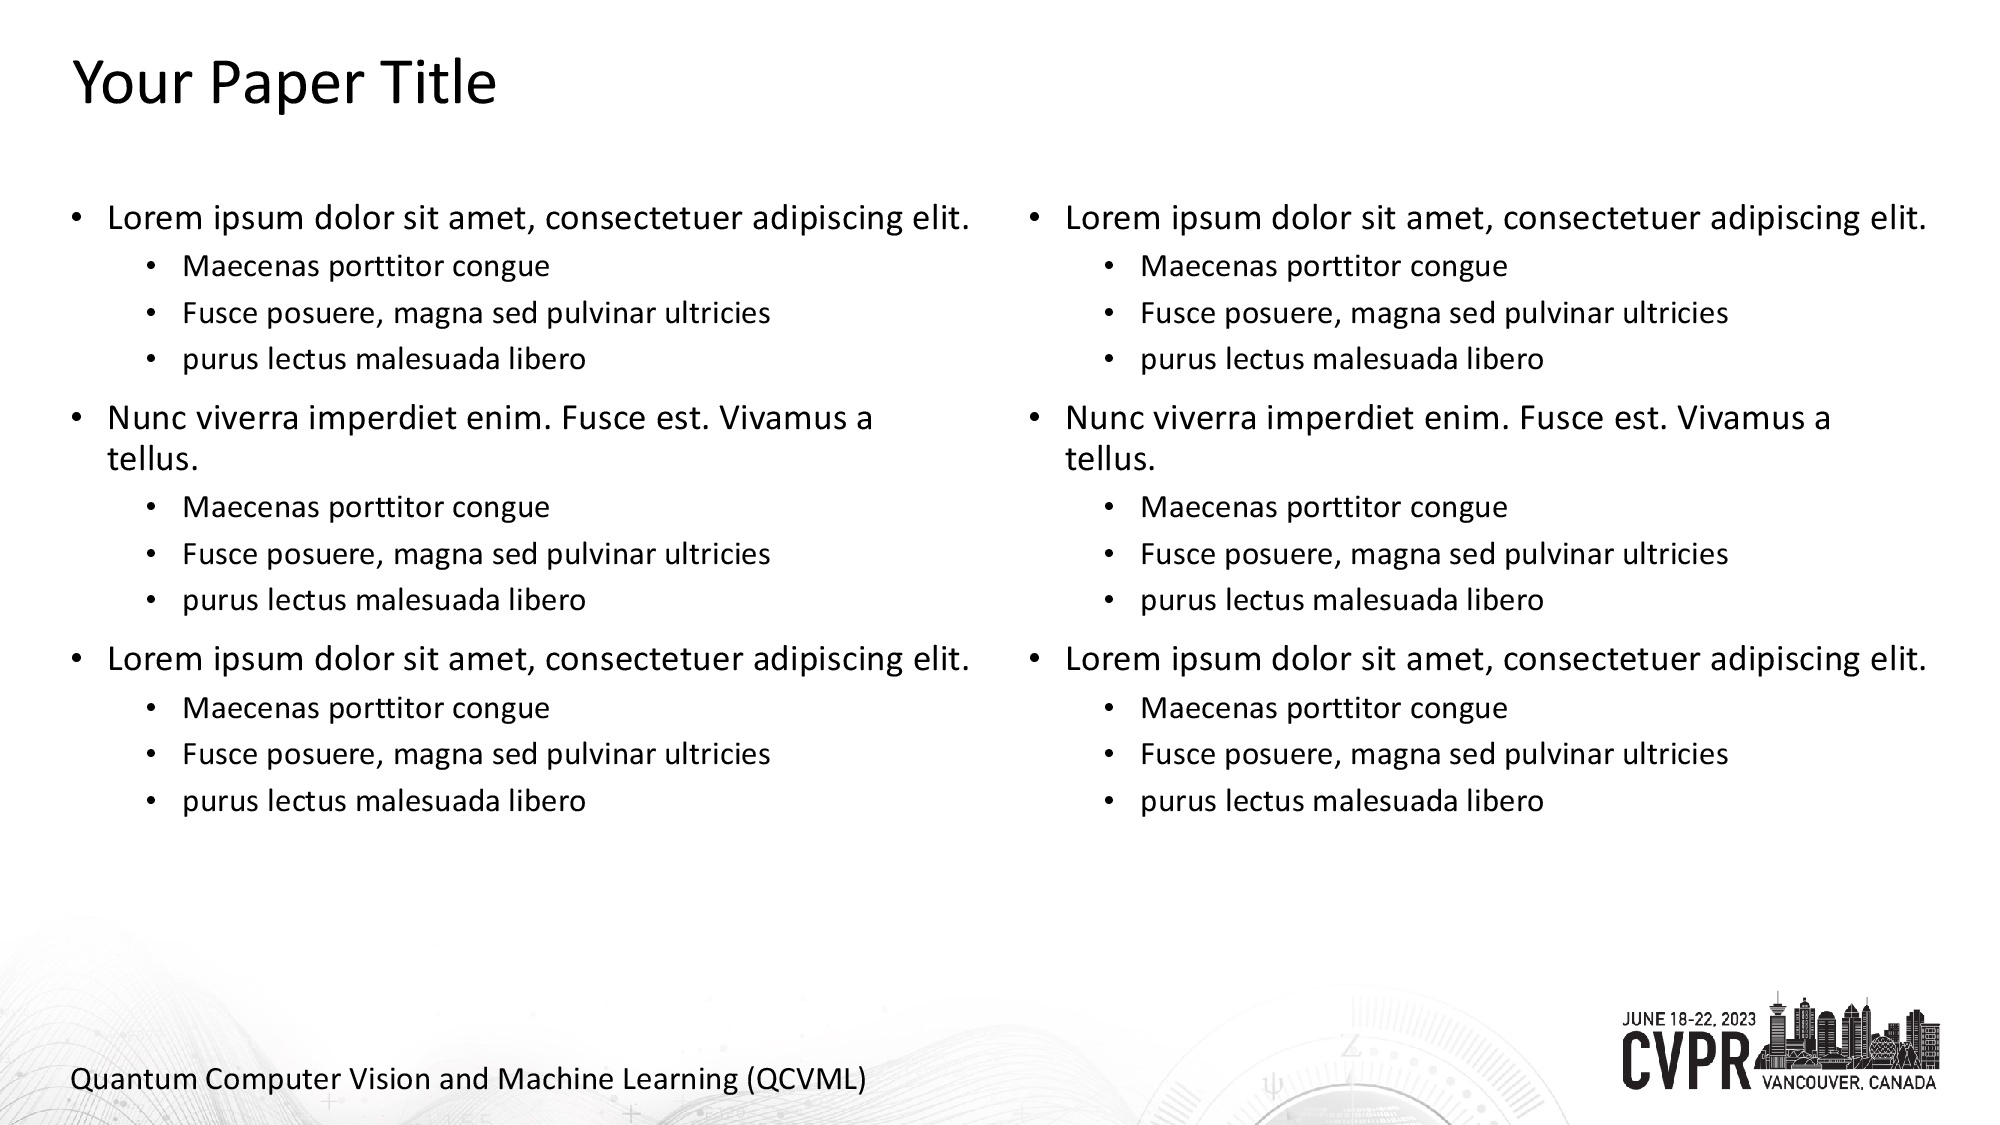 Your Paper Title
• Lorem ipsum dolor sit amet, consectetuer adipiscing elit.
• Maecenas porttitor congue
• Fusce posuere, magna sed pulvinar ultricies
• purus lectus malesuada libero
• Nunc viverra imperdiet enim. Fusce est. Vivamus a
tellus.
• Maecenas porttitor congue
• Fusce posuere, magna sed pulvinar ultricies
• purus lectus malesuada libero
• Lorem ipsum dolor sit amet, consectetuer adipiscing elit.
• Maecenas porttitor congue
• Fusce posuere, magna sed pulvinar ultricies
• purus lectus malesuada libero
• Lorem ipsum dolor sit amet, consectetuer adipiscing elit.
• Maecenas porttitor congue
• Fusce posuere, magna sed pulvinar ultricies
• purus lectus malesuada libero
• Nunc viverra imperdiet enim. Fusce est. Vivamus a
tellus.
• Maecenas porttitor congue
• Fusce posuere, magna sed pulvinar ultricies
• purus lectus malesuada libero
• Lorem ipsum dolor sit amet, consectetuer adipiscing elit.
• Maecenas porttitor congue
• Fusce posuere, magna sed pulvinar ultricies
• purus lectus malesuada libero
Quantum Computer Vision and Machine Learning (QCVML)
JUNE 18-22, 2023
CVPR
VANCOUVER, CANADA
Z
ψ